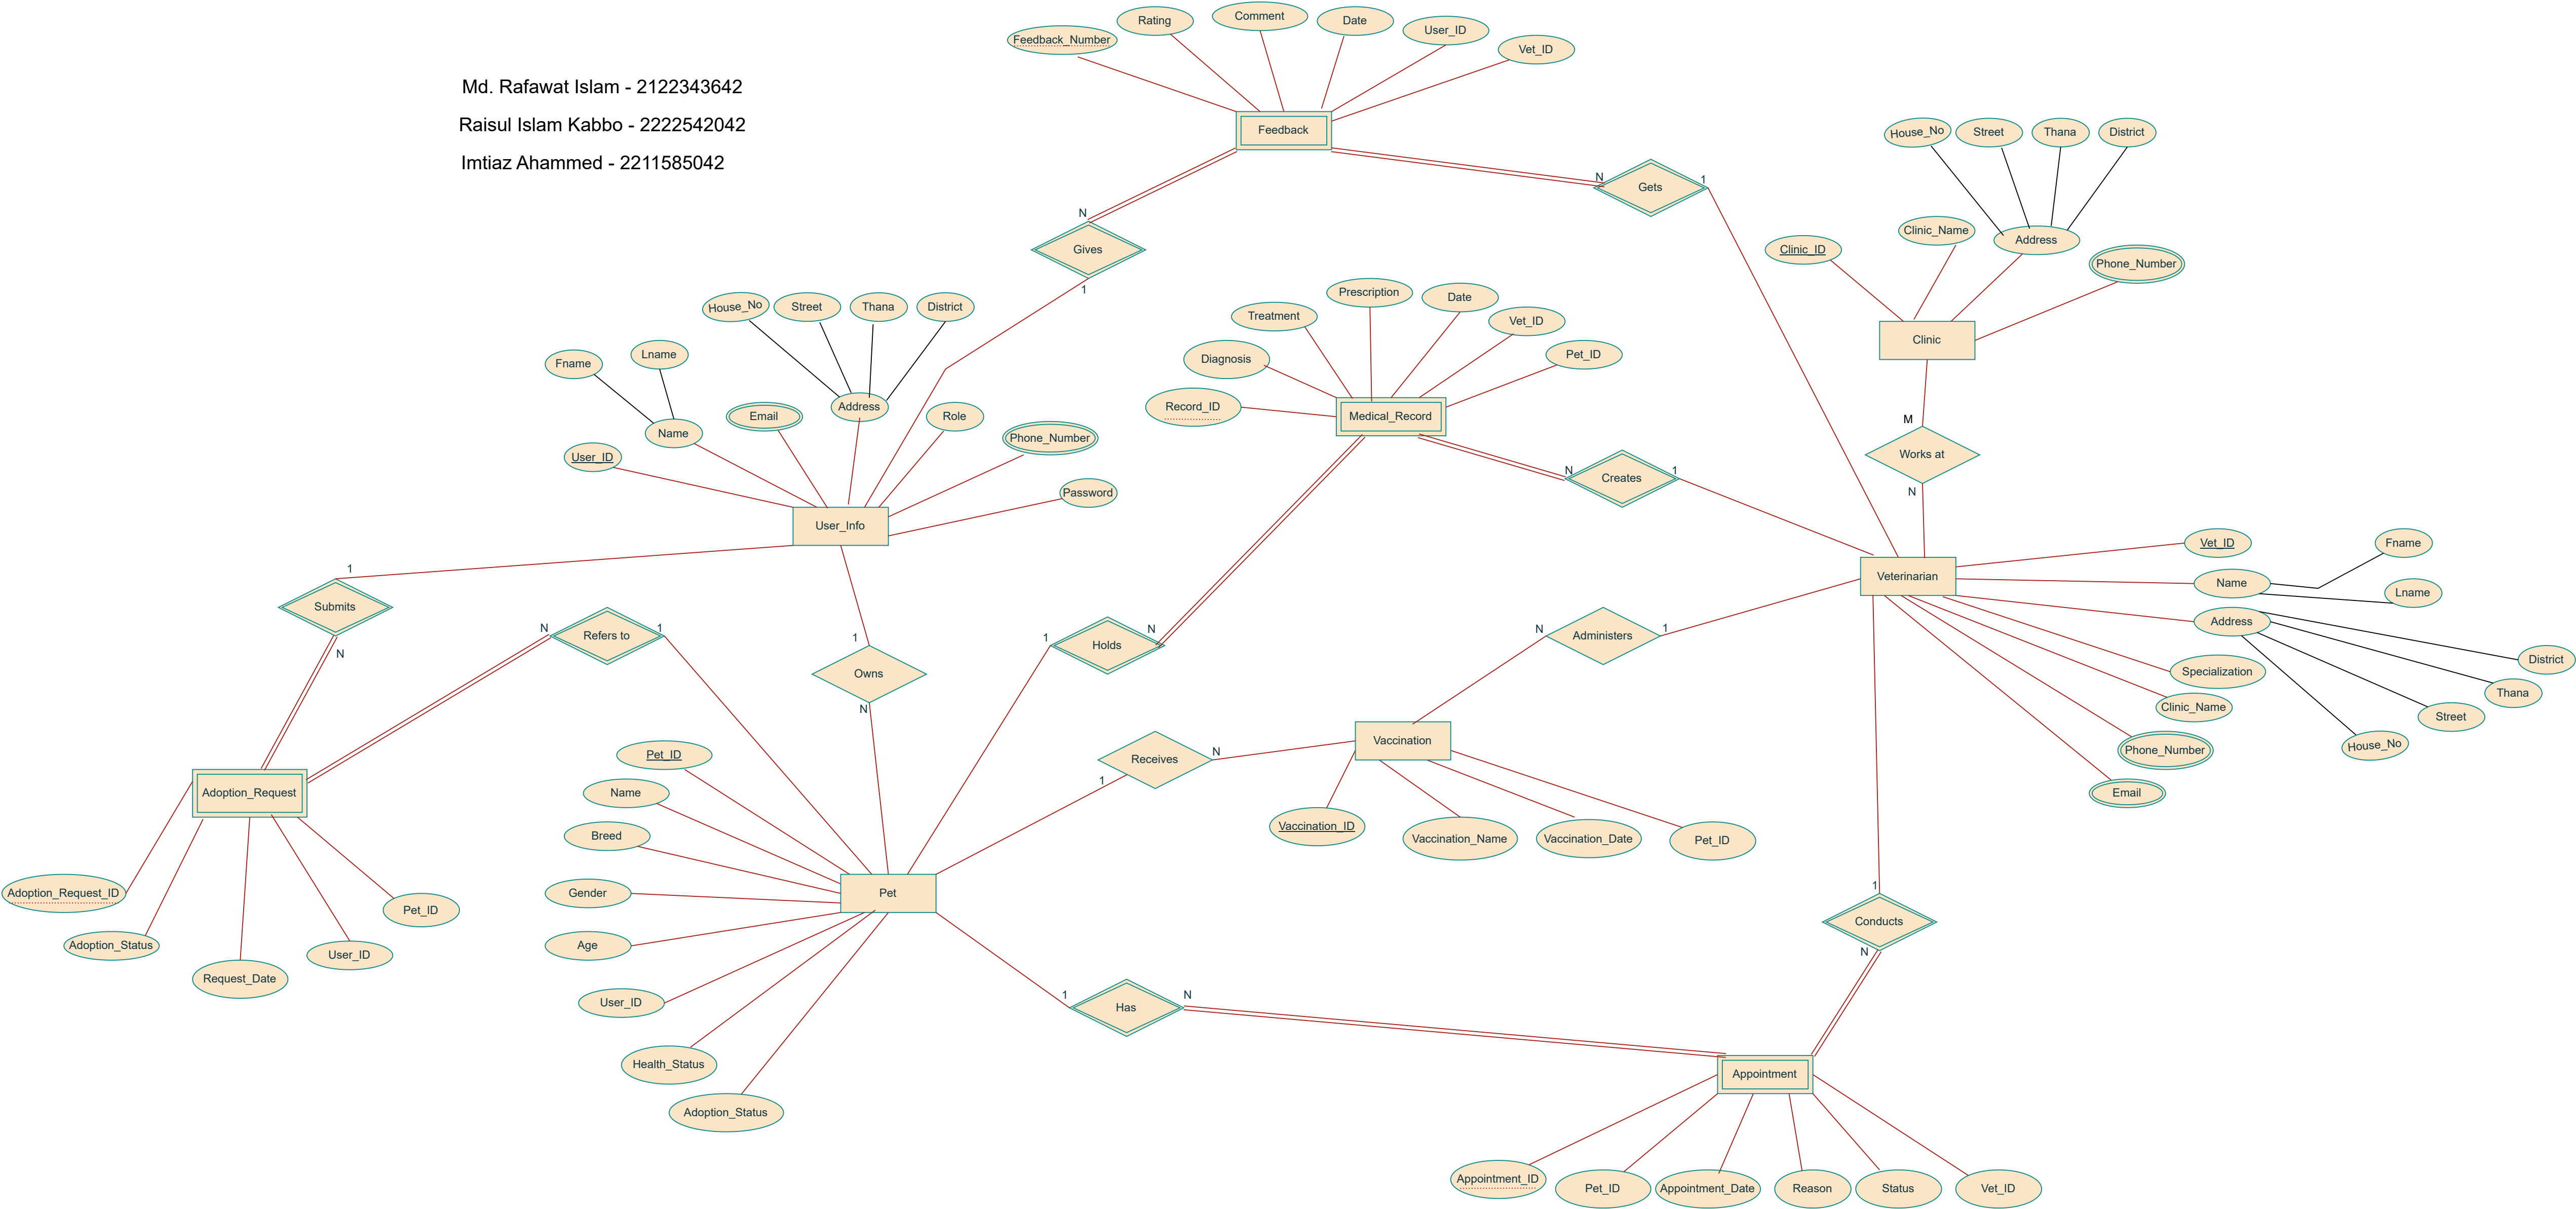 Feedback_Number
Rating
Comment
Date
User_ID
Vet_ID
Feedback
Md. Rafawat Islam - 2122343642
Raisul Islam Kabbo - 2222542042
Imtiaz Ahammed - 2211585042
N
Gives
1
N
Gets
1
House_No
Street
Thana
District
Clinic_ID
Clinic_Name
Address
Phone_Number
Clinic
M
Works at
N
House_No
Street
Thana
District
Fname
Lname
Name
Email
Address
Role
Phone_Number
User_ID
Password
User_Info
Prescription
Date
Treatment
Vet_ID
Diagnosis
Pet_ID
Record_ID
Medical_Record
N
Creates
1
Veterinarian
Vet_ID
Fname
Name
Lname
Address
District
Specialization
Thana
Clinic_Name
Street
Phone_Number
House_No
Email
1
Submits
N
N
Refers to
1
1
Owns
N
1
Holds
N
N
Administers
1
Adoption_Request
Adoption_Request_ID
Adoption_Status
Request_Date
User_ID
Pet_ID
Pet_ID
Name
Breed
Gender
Age
User_ID
Health_Status
Adoption_Status
Pet
1
Receives
N
Vaccination
Vaccination_ID
Vaccination_Name
Vaccination_Date
Pet_ID
1
Conducts
N
1
Has
N
Appointment
Appointment_ID
Pet_ID
Appointment_Date
Reason
Status
Vet_ID